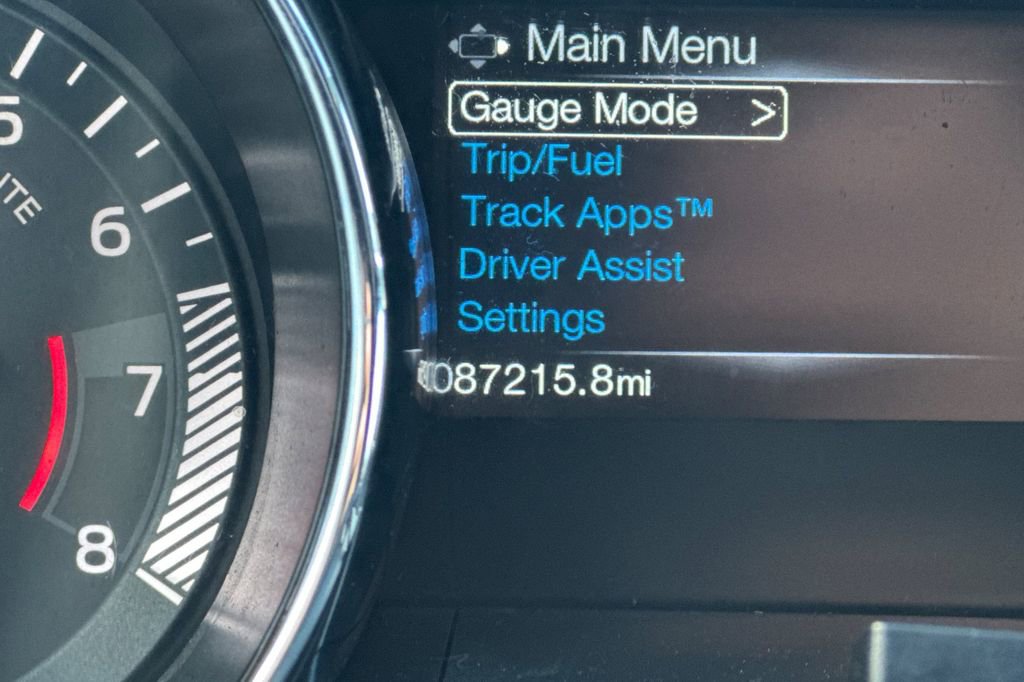 Main Menu
Gauge Mode >
Trip/Fuel
Track Apps™
Driver Assist
Settings
087215.8mi
5
6
7
8